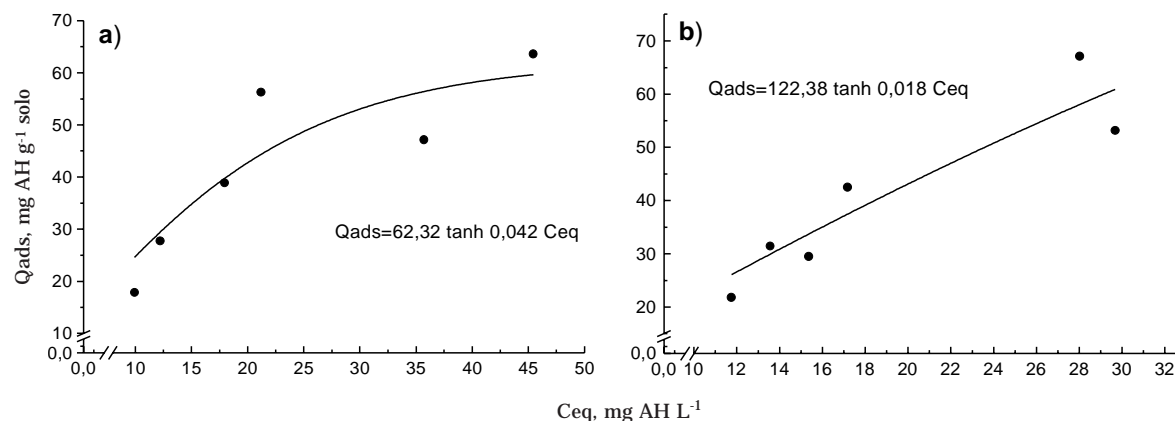 a)
Qads, mg AH g⁻¹ solo
70
60
50
40
30
20
10
0,0
Qads=62,32 tanh 0,042 Ceq
0,0 10 15 20 25 30 35 40 45 50
b)
70
60
50
40
30
20
0,0
Qads=122,38 tanh 0,018 Ceq
0,0 10 12 14 16 18 20 22 24 26 28 30 32
Ceq, mg AH L⁻¹